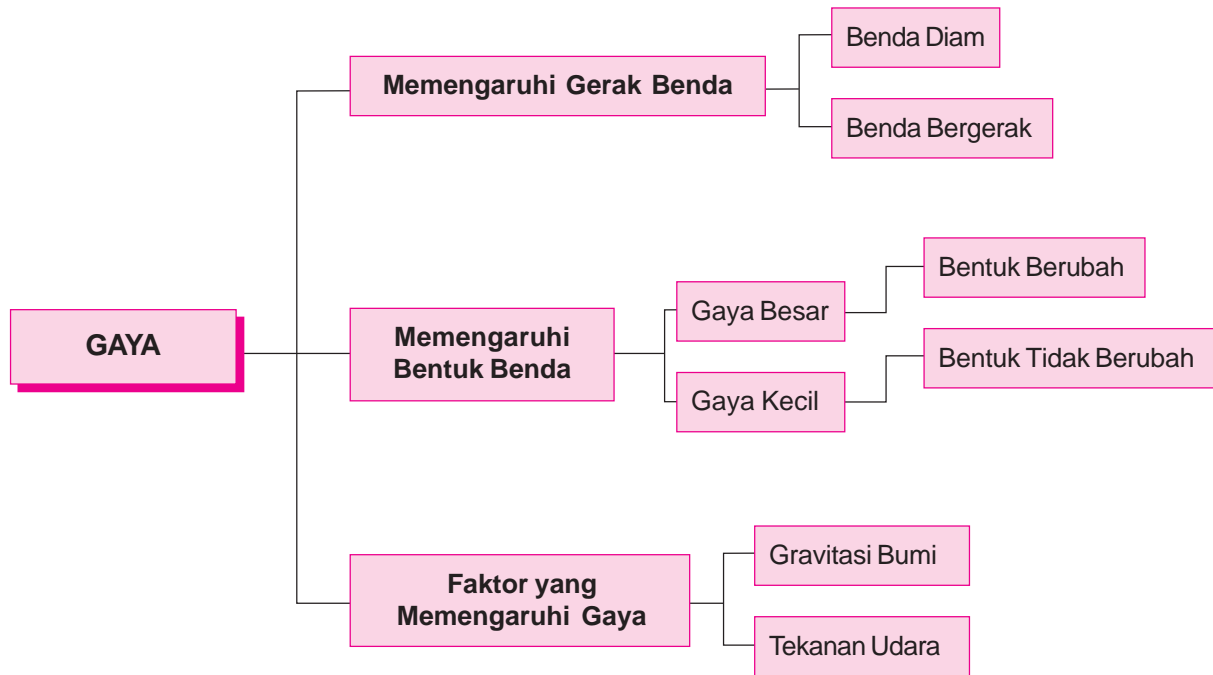 GAYA
Memengaruhi Gerak Benda
Benda Diam
Benda Bergerak
Memengaruhi
Bentuk Benda
Gaya Besar
Bentuk Berubah
Gaya Kecil
Bentuk Tidak Berubah
Faktor yang
Memengaruhi Gaya
Gravitasi Bumi
Tekanan Udara